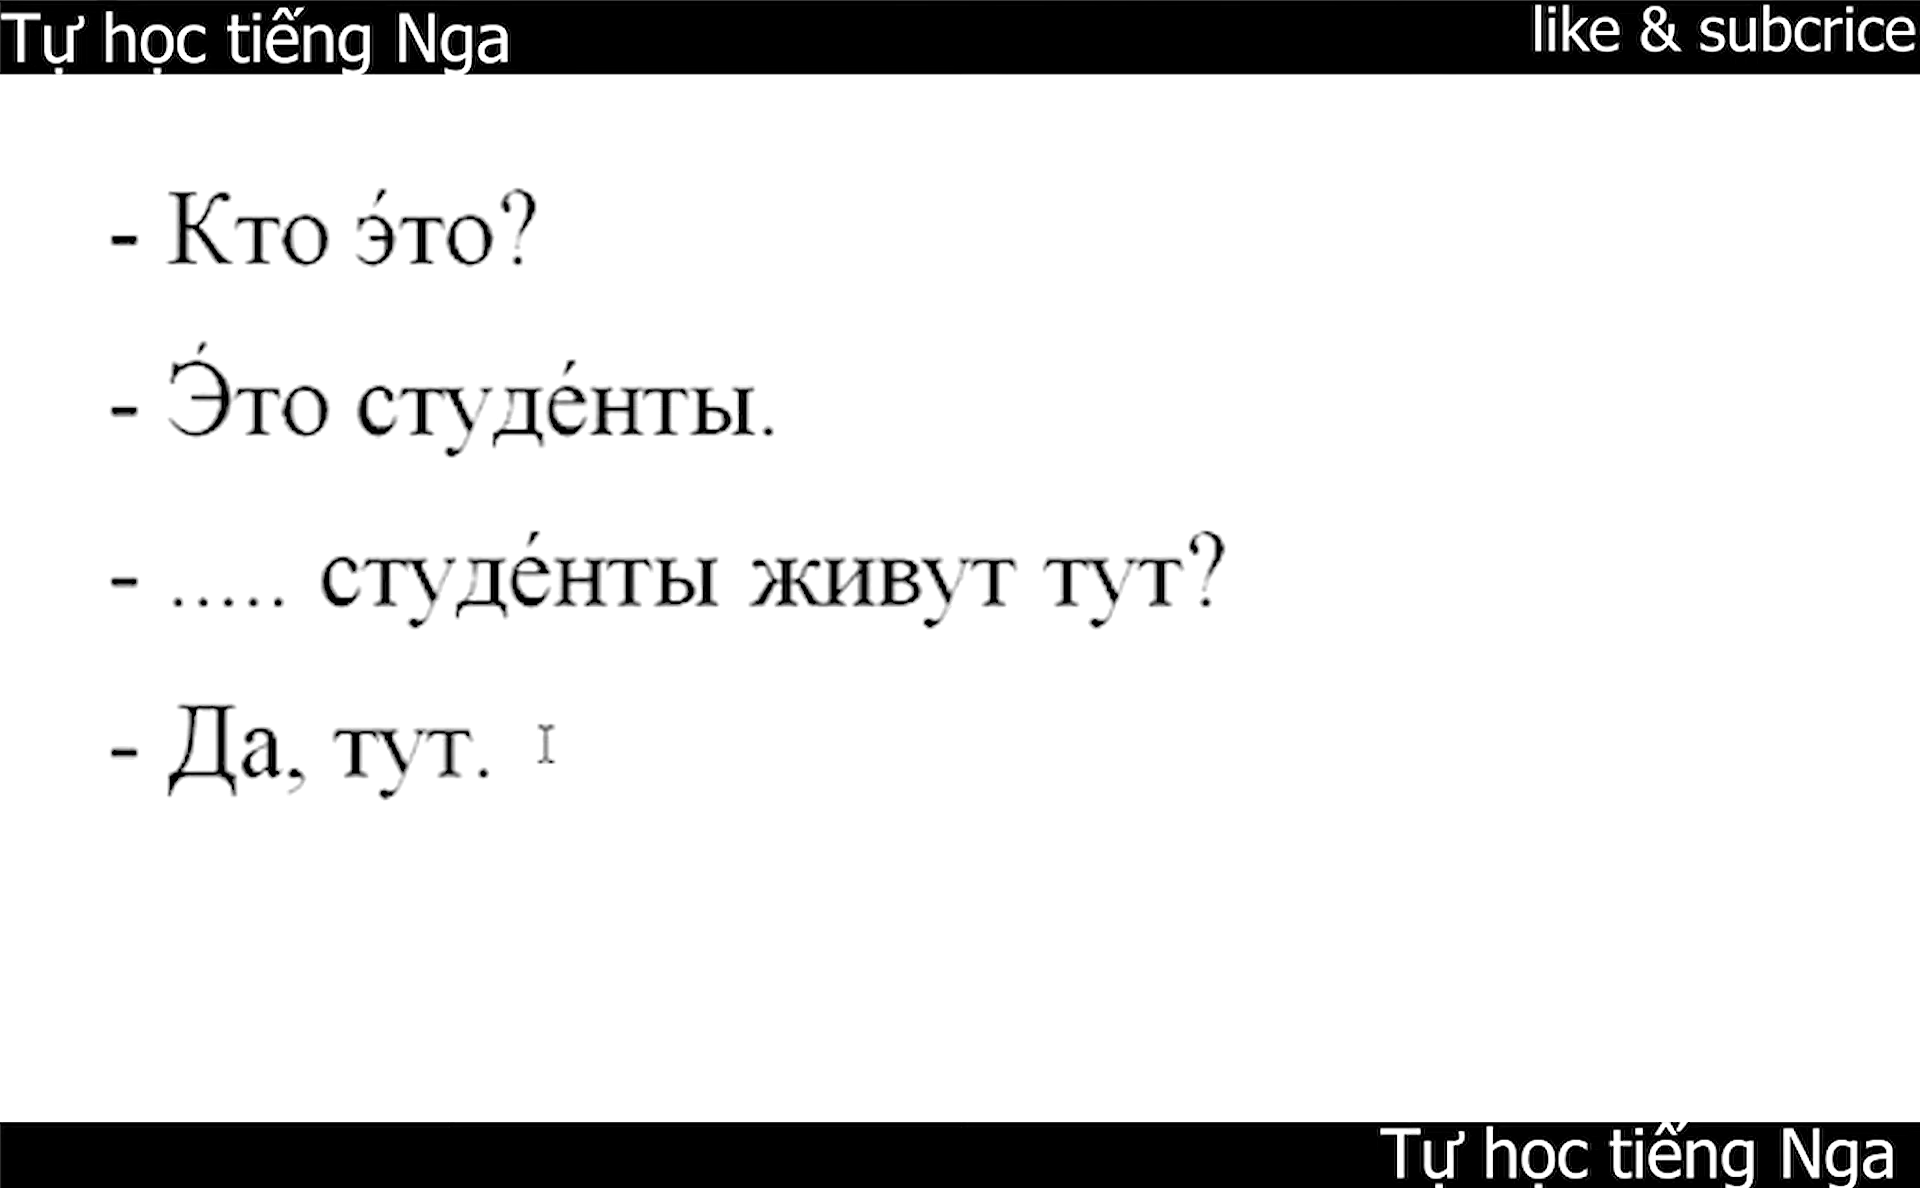 Tự học tiếng Nga
like & subcrice
- Кто э́то?
- Э́то студе́нты.
- ..... студе́нты живут тут?
- Да, тут.
Tự học tiếng Nga